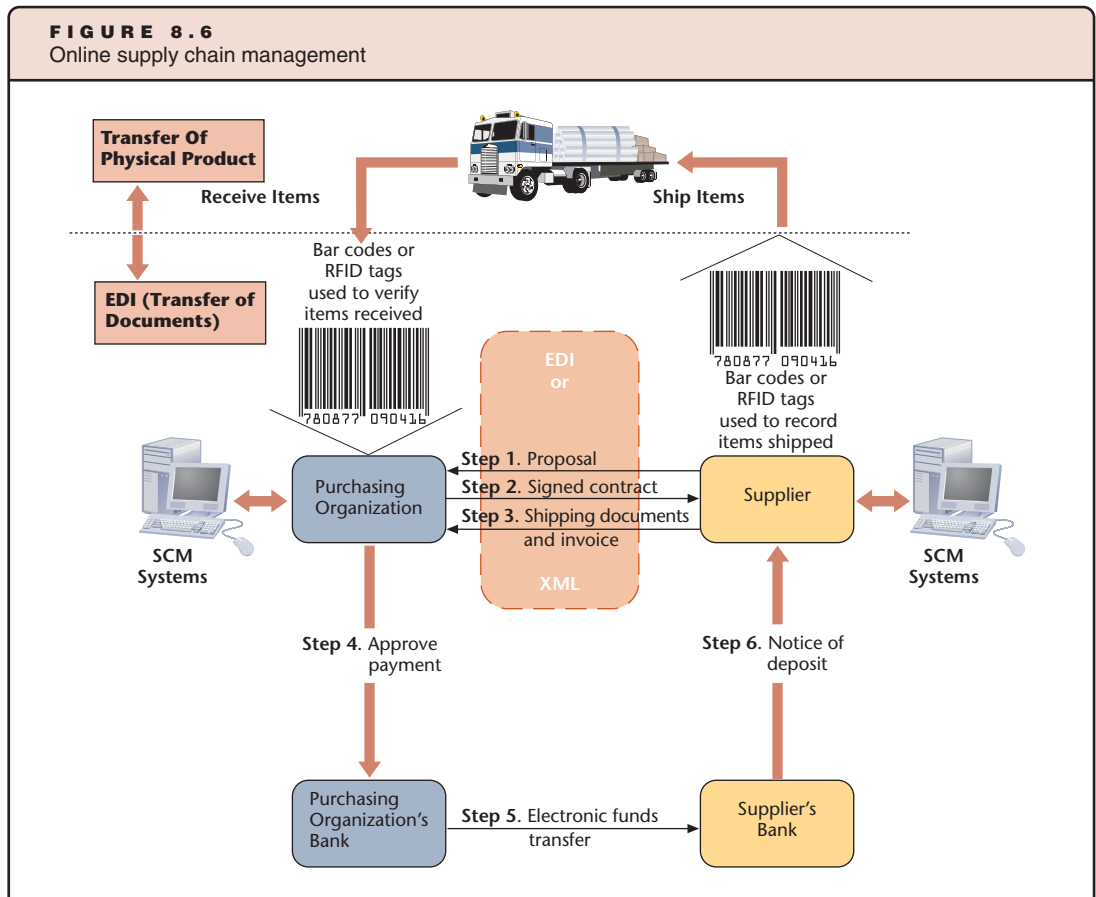 FIGURE 8.6
Online supply chain management
Transfer Of
Physical Product
Receive Items
Ship Items
EDI (Transfer of
Documents)
Bar codes or
RFID tags
used to verify
items received
780877 090416
780877 090416
Bar codes or
RFID tags
used to record
items shipped
EDI
or
XML
Step 1. Proposal
Step 2. Signed contract
Step 3. Shipping documents
and invoice
Purchasing
Organization
Supplier
SCM
Systems
SCM
Systems
Step 4. Approve
payment
Step 6. Notice of
deposit
Purchasing
Organization's
Bank
Step 5. Electronic funds
transfer
Supplier's
Bank